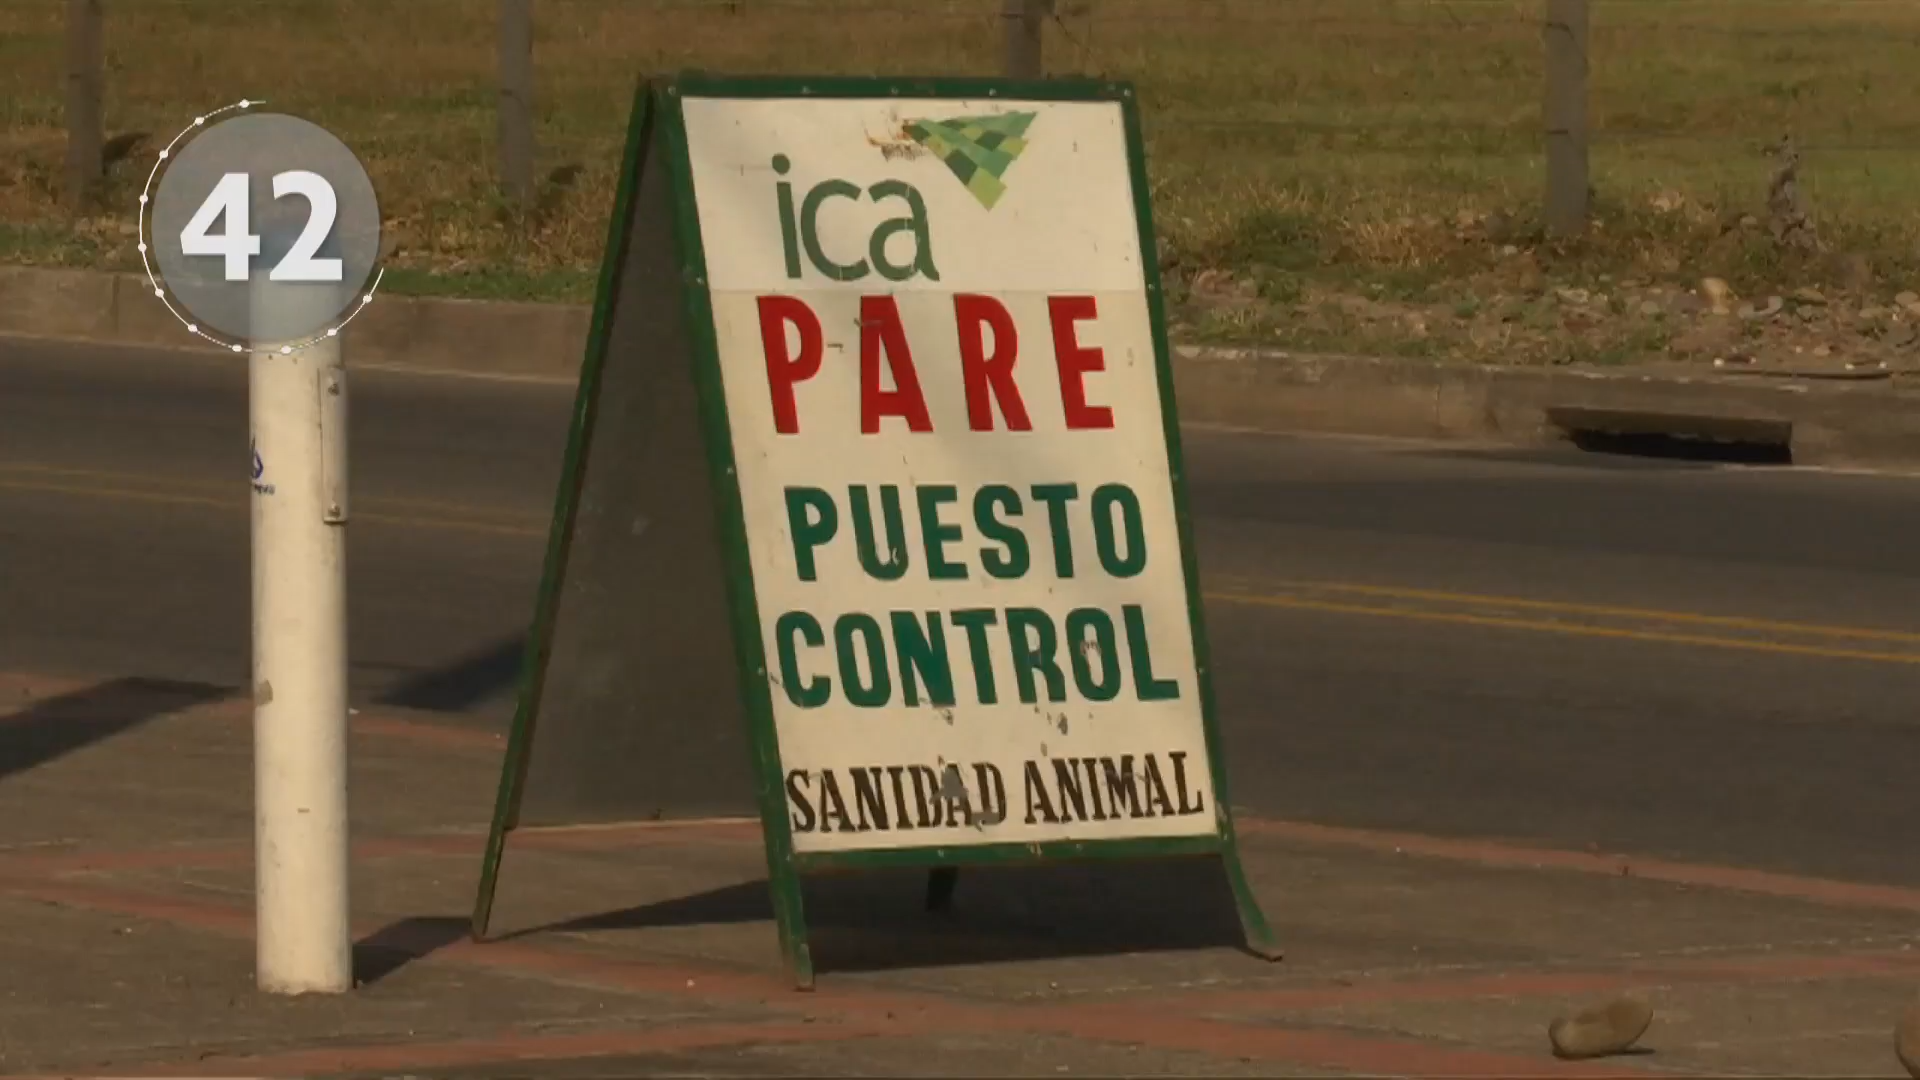 42
ica
PARE
PUESTO
CONTROL
SANIDAD ANIMAL